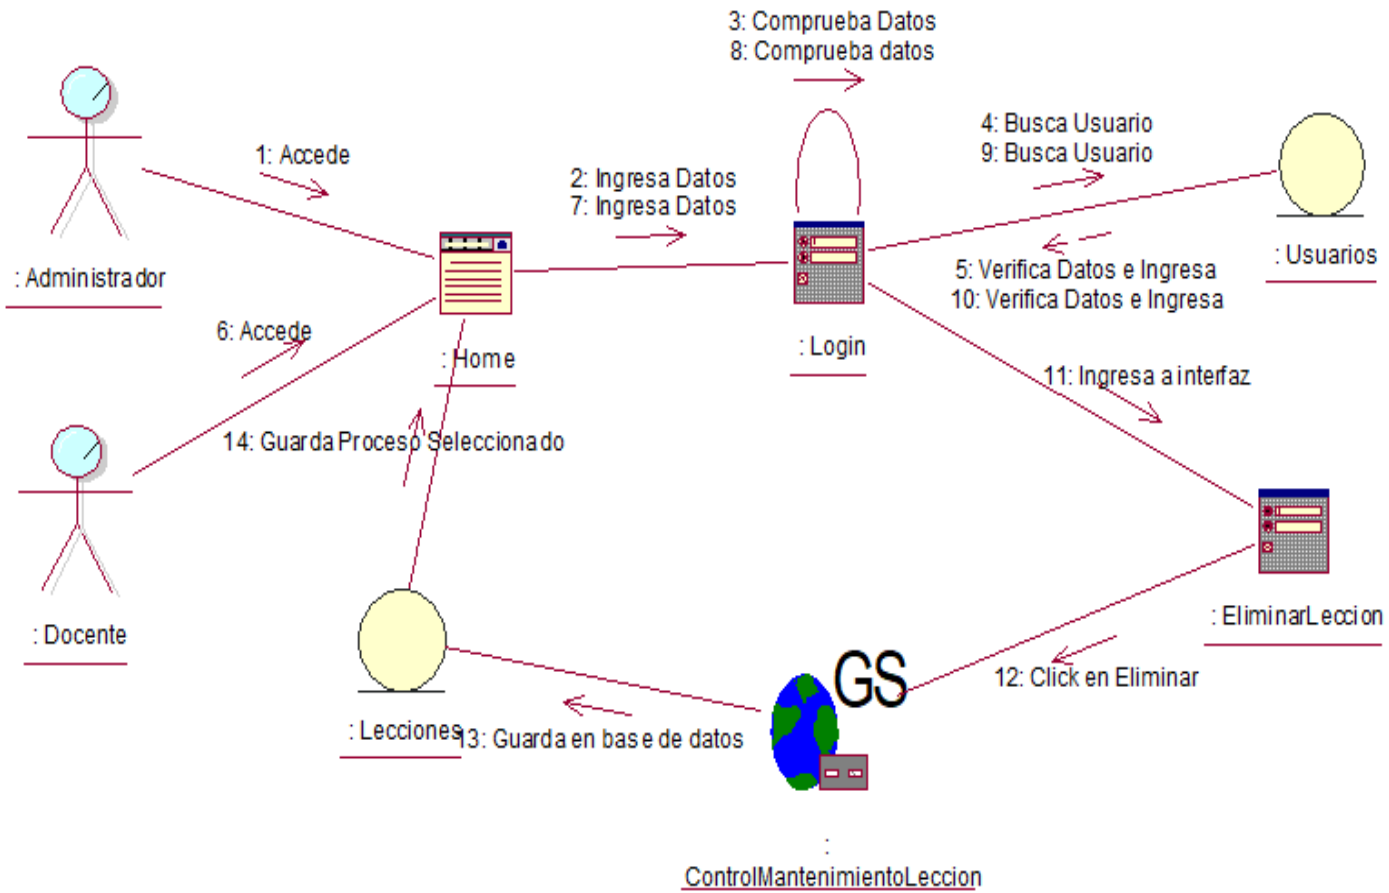 3: Comprueba Datos
8: Comprueba datos
4: Busca Usuario
9: Busca Usuario
1: Accede
2: Ingresa Datos
7: Ingresa Datos
: Administrador
: Usuarios
5: Verifica Datos e Ingresa
10: Verifica Datos e Ingresa
6: Accede
: Home
: Login
11: Ingresa a interfaz
14: Guarda Proceso Seleccionado
: Docente
: EliminarLeccion
GS
12: Click en Eliminar
: Lecciones
13: Guarda en base de datos
:
ControlMantenimientoLeccion